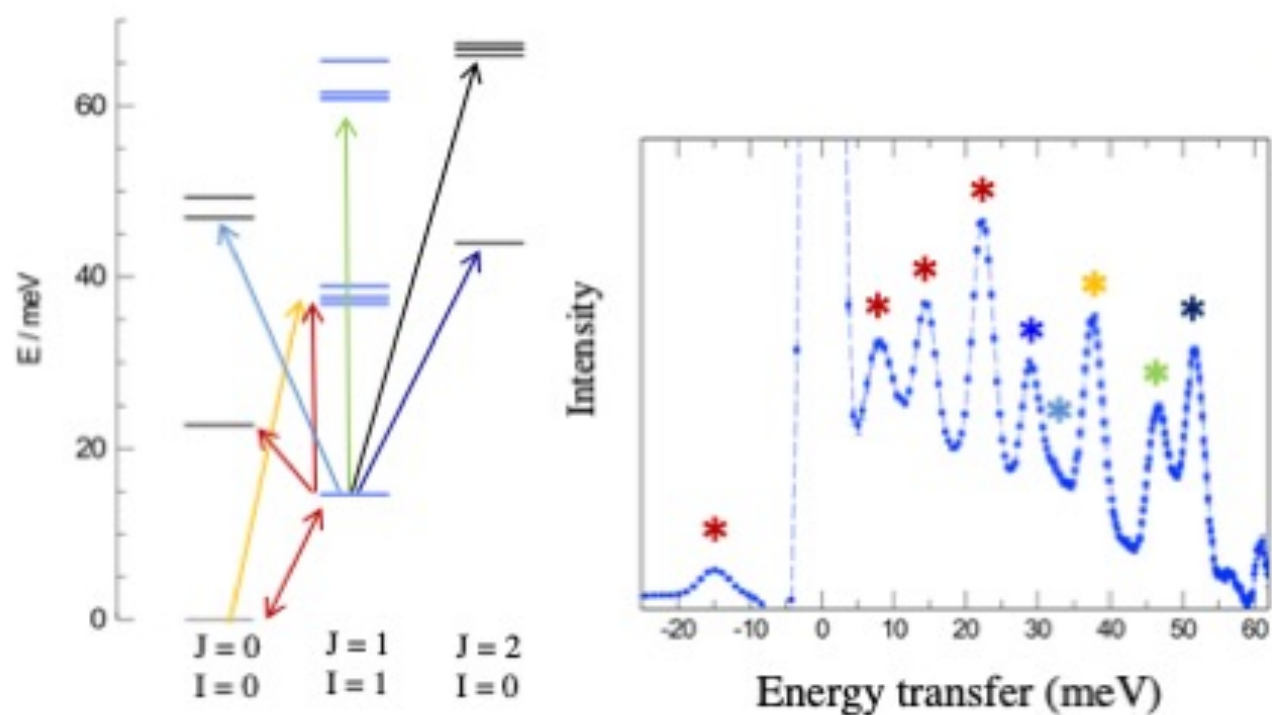 60
40
20
0
E / meV
J = 0
I = 0
J = 1
I = 1
J = 2
I = 0
Intensity
-20 -10 0 10 20 30 40 50 60
Energy transfer (meV)